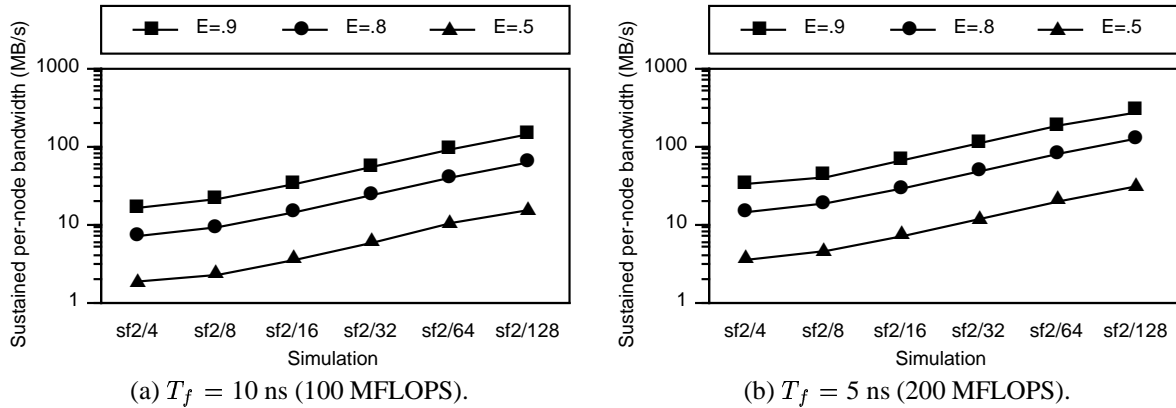 E=.9 E=.8 E=.5
Sustained per-node bandwidth (MB/s)
1000
100
10
1
sf2/4 sf2/8 sf2/16 sf2/32 sf2/64 sf2/128
Simulation
(a) T_f = 10 ns (100 MFLOPS).
E=.9 E=.8 E=.5
Sustained per-node bandwidth (MB/s)
1000
100
10
1
sf2/4 sf2/8 sf2/16 sf2/32 sf2/64 sf2/128
Simulation
(b) T_f = 5 ns (200 MFLOPS).